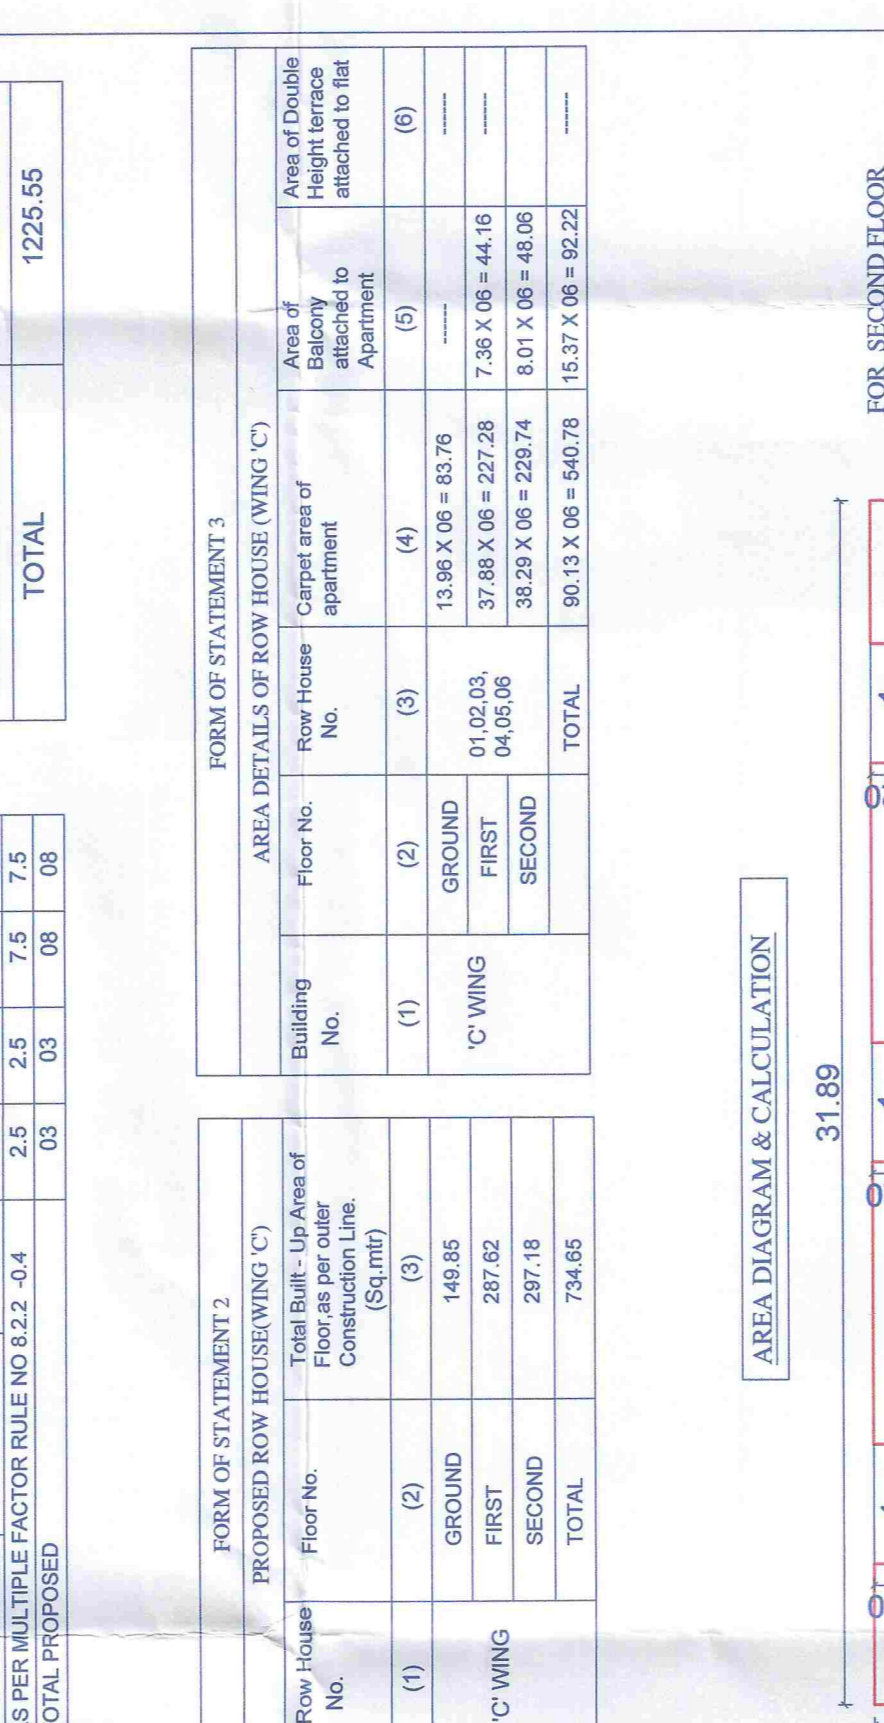 S PER MULTIPLE FACTOR RULE NO 8.2.2 -0.4 2.5 2.5 7.5 7.5
OTAL PROPOSED 03 03 08 08
TOTAL 1225.55
FORM OF STATEMENT 2
PROPOSED ROW HOUSE(WING 'C')
Row House No. Floor No. Total Built - Up Area of Floor,as per outer Construction Line. (Sq.mtr)
(1) (2) (3)
'C' WING
GROUND 149.85
FIRST 287.62
SECOND 297.18
TOTAL 734.65
FORM OF STATEMENT 3
AREA DETAILS OF ROW HOUSE (WING 'C')
Building No. Floor No. Row House No. Carpet area of apartment Area of Balcony attached to Apartment Area of Double Height terrace attached to flat
(1) (2) (3) (4) (5) (6)
'C' WING
01,02,03,
04,05,06
GROUND 13.96 X 06 = 83.76 ------ ------
FIRST 37.88 X 06 = 227.28 7.36 X 06 = 44.16 ------
SECOND 38.29 X 06 = 229.74 8.01 X 06 = 48.06
TOTAL 90.13 X 06 = 540.78 15.37 X 06 = 92.22 ------
AREA DIAGRAM & CALCULATION
31.89
FOR SECOND FLOOR